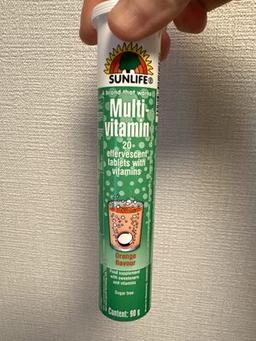 SUNLIFE®
A brand that works
Multi-
vitamin
20
effervescent
tablets with
vitamins
Orange
flavour
Food supplement
with sweeteners
and vitamins
Sugar free
Content: 90 g